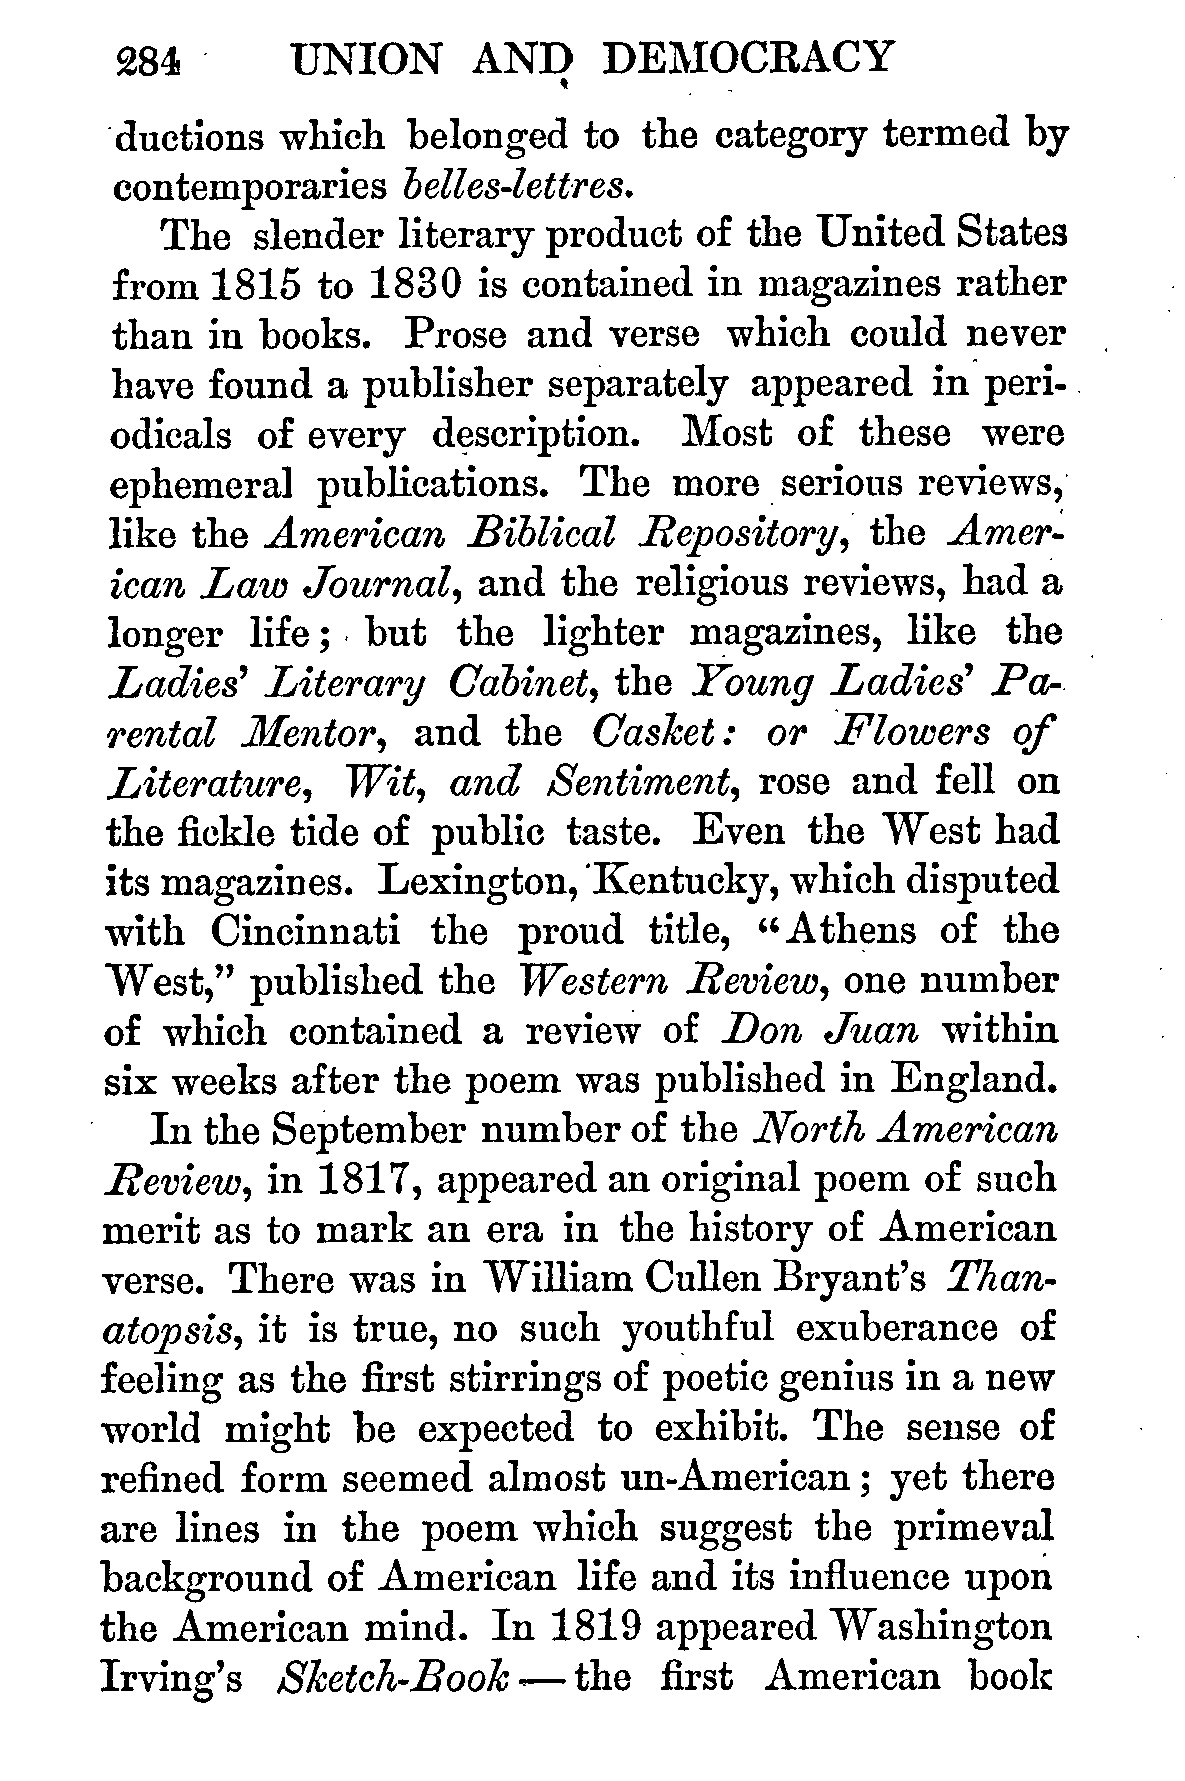 284 UNION AND DEMOCRACY
ductions which belonged to the category termed by
contemporaries belles-lettres.
The slender literary product of the United States
from 1815 to 1830 is contained in magazines rather
than in books. Prose and verse which could never
have found a publisher separately appeared in peri-
odicals of every description. Most of these were
ephemeral publications. The more serious reviews,
like the American Biblical Repository, the Amer-
ican Law Journal, and the religious reviews, had a
longer life; but the lighter magazines, like the
Ladies' Literary Cabinet, the Young Ladies' Pa-
rental Mentor, and the Casket: or Flowers of
Literature, Wit, and Sentiment, rose and fell on
the fickle tide of public taste. Even the West had
its magazines. Lexington, Kentucky, which disputed
with Cincinnati the proud title, "Athens of the
West," published the Western Review, one number
of which contained a review of Don Juan within
six weeks after the poem was published in England.
In the September number of the North American
Review, in 1817, appeared an original poem of such
merit as to mark an era in the history of American
verse. There was in William Cullen Bryant's Than-
atopsis, it is true, no such youthful exuberance of
feeling as the first stirrings of poetic genius in a new
world might be expected to exhibit. The sense of
refined form seemed almost un-American; yet there
are lines in the poem which suggest the primeval
background of American life and its influence upon
the American mind. In 1819 appeared Washington
Irving's Sketch-Book — the first American book